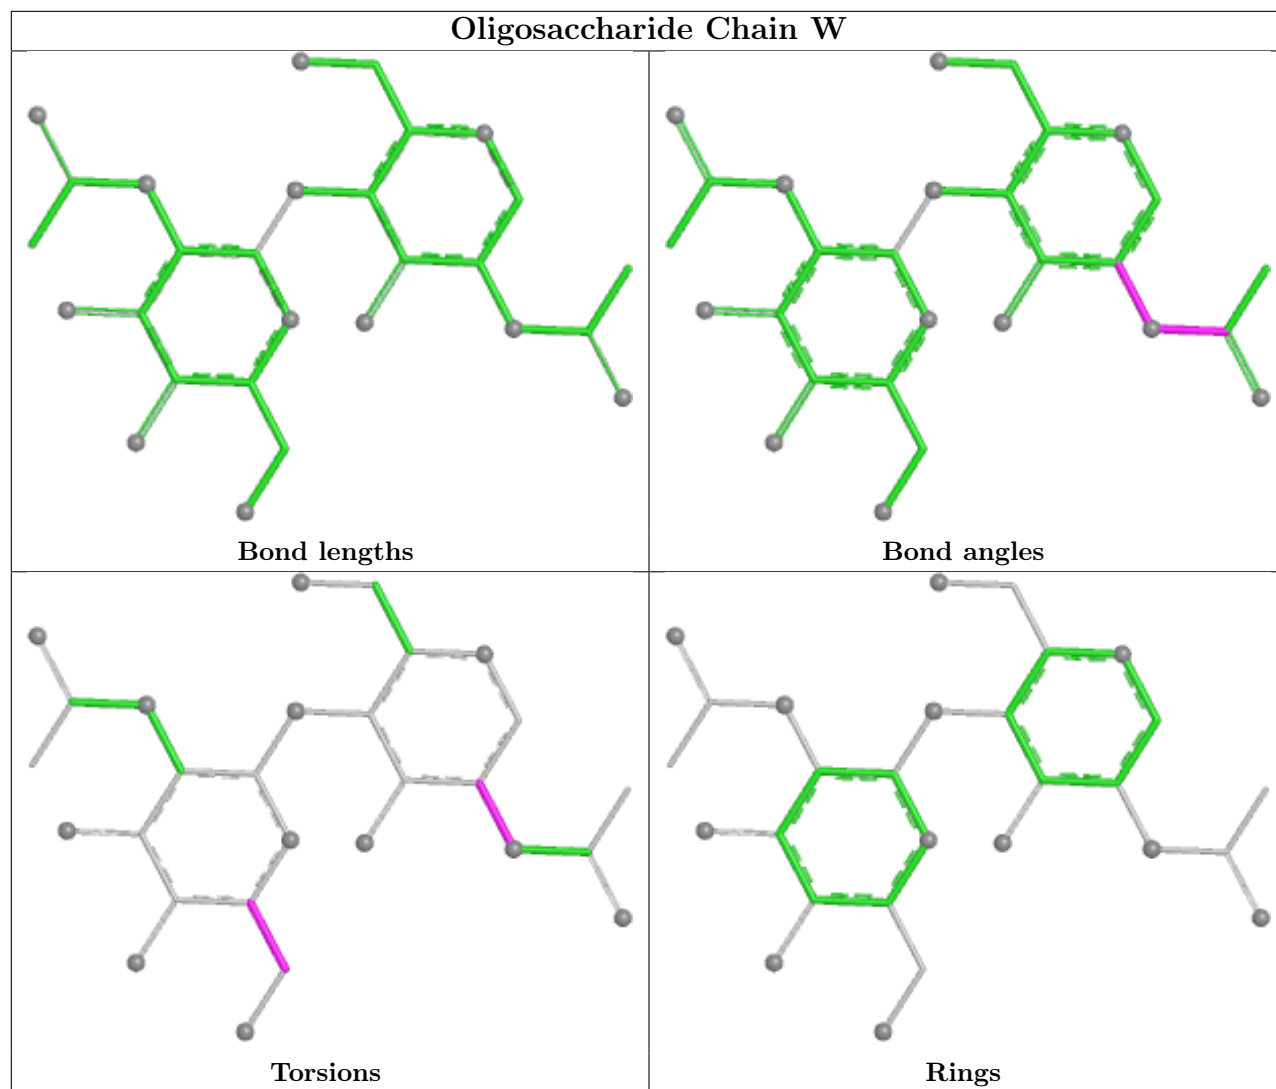 Oligosaccharide Chain W
Bond lengths
Bond angles
Torsions
Rings